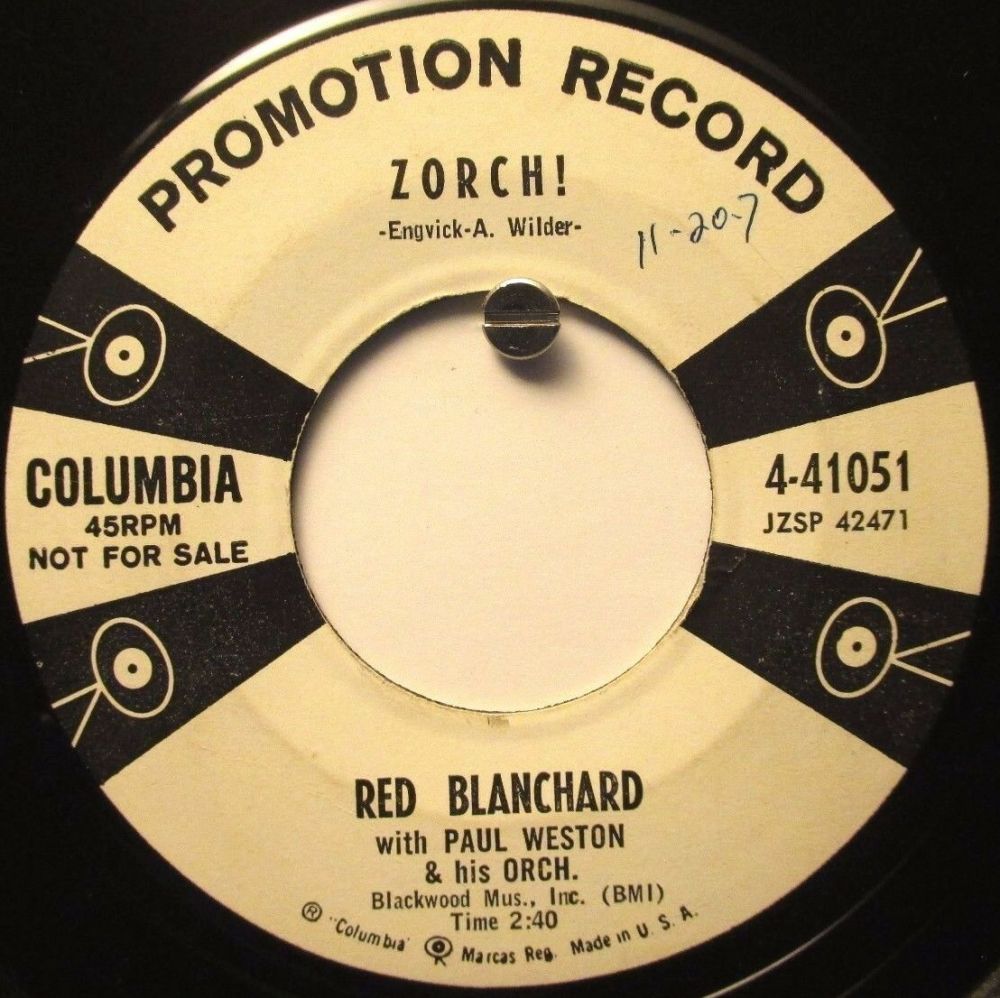 PROMOTION RECORD
ZORCH!
-Engvick-A. Wilder-
11-20-7
COLUMBIA
45RPM
NOT FOR SALE
4-41051
JZSP 42471
RED BLANCHARD
with PAUL WESTON
& his ORCH.
Blackwood Mus., Inc. (BMI)
Time 2:40
® "Columbia" Marcas Reg. Made in U. S. A.